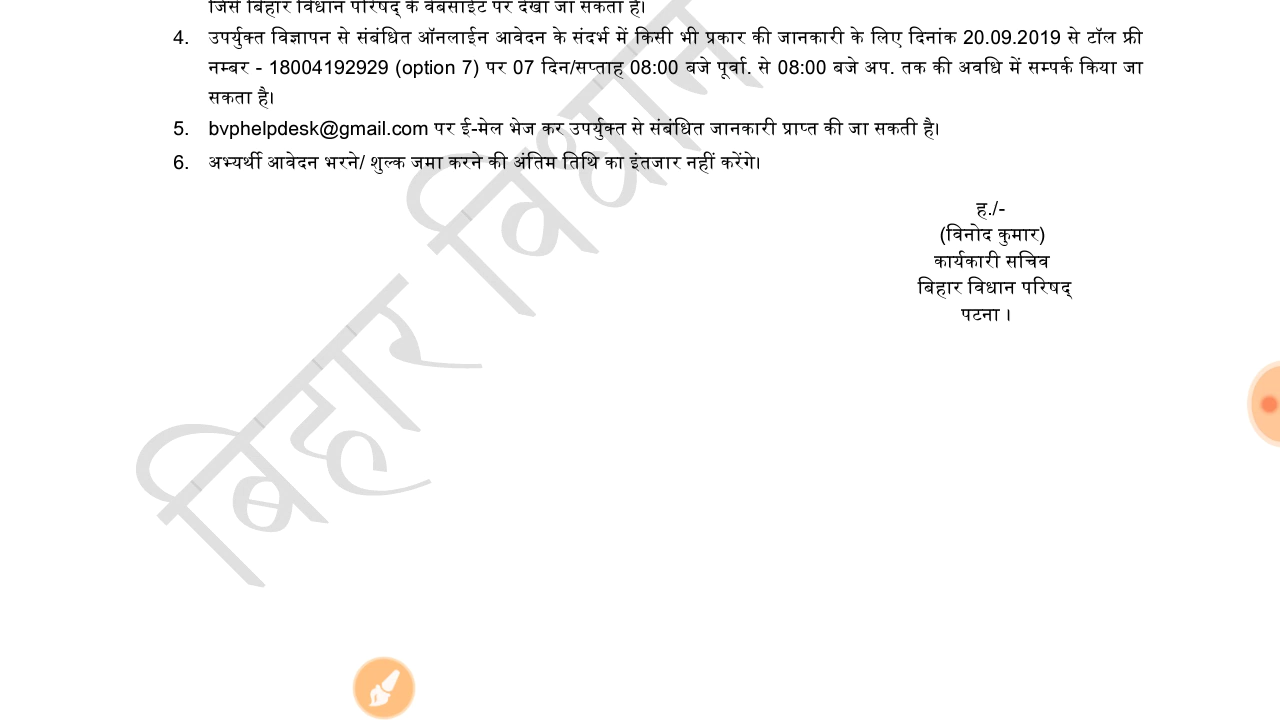 जिसे बिहार विधान परिषद् के वेबसाईट पर देखा जा सकता है।
4. उपर्युक्त विज्ञापन से संबंधित ऑनलाईन आवेदन के संदर्भ में किसी भी प्रकार की जानकारी के लिए दिनांक 20.09.2019 से टॉल फ्री
नम्बर - 18004192929 (option 7) पर 07 दिन/सप्ताह 08:00 बजे पूर्वा. से 08:00 बजे अप. तक की अवधि में सम्पर्क किया जा
सकता है।
5. bvphelpdesk@gmail.com पर ई-मेल भेज कर उपर्युक्त से संबंधित जानकारी प्राप्त की जा सकती है।
6. अभ्यर्थी आवेदन भरने/ शुल्क जमा करने की अंतिम तिथि का इंतजार नहीं करेंगे।
ह./-
(विनोद कुमार)
कार्यकारी सचिव
बिहार विधान परिषद्
पटना ।
बिहार विधान